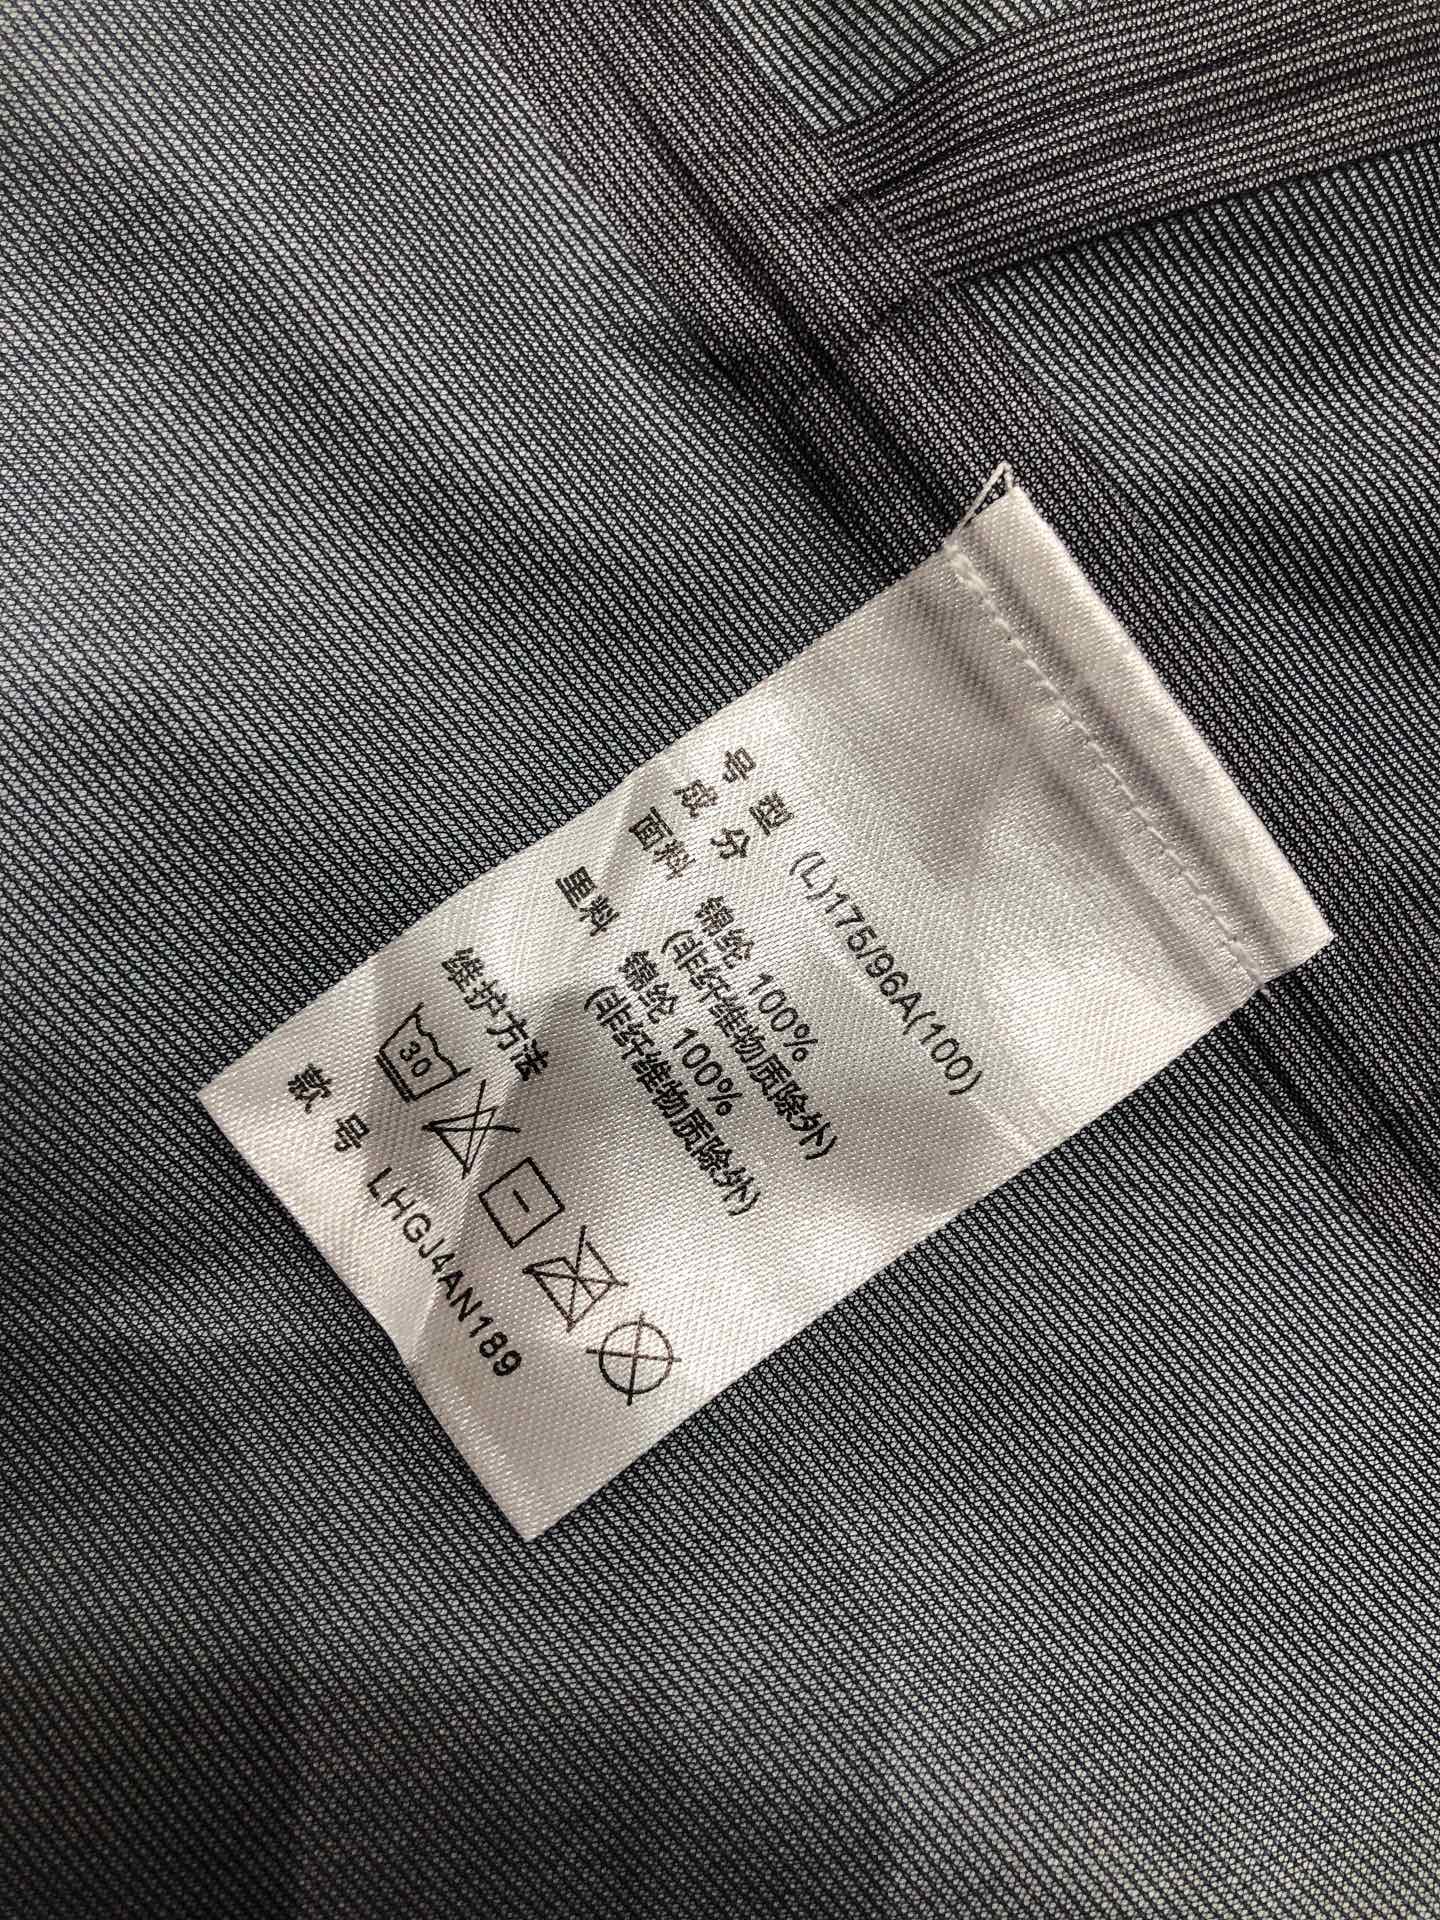 号 型 (L)175/96A(100)
成 分
面料 锦纶 100%
(非纤维物质除外)
里料 锦纶 100%
(非纤维物质除外)
维护方法
30
款 号 LHGJ4AN189